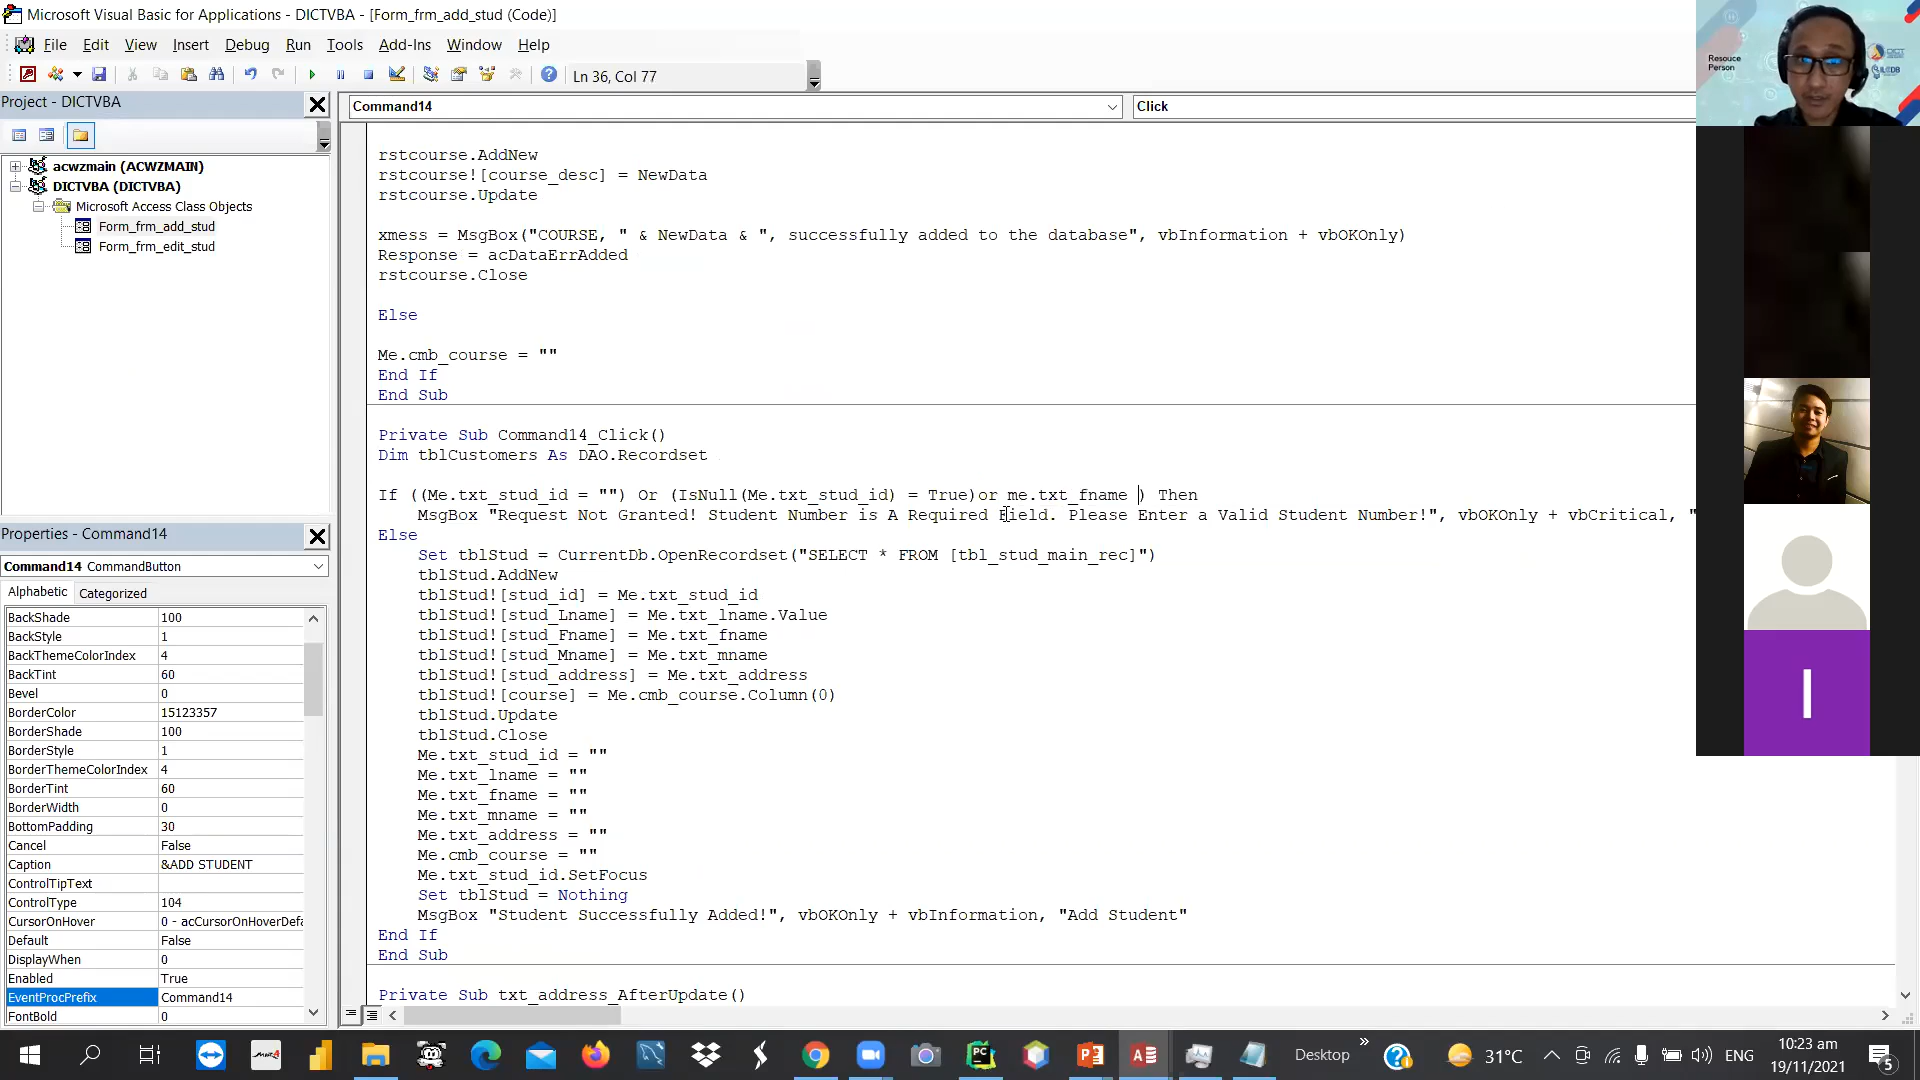 Microsoft Visual Basic for Applications - DICTVBA - [Form_frm_add_stud (Code)]
File Edit View Insert Format Debug Run Tools Add-Ins Window Help
Ln 36, Col 77
Project - DICTVBA
Command14
Click
acwzmain (ACWZMAIN)
DICTVBA (DICTVBA)
Microsoft Access Class Objects
Form_frm_add_stud
Form_frm_edit_stud
rstcourse.AddNew
rstcourse![course_desc] = NewData
rstcourse.Update
xmess = MsgBox("COURSE, " & NewData & ", successfully added to the database", vbInformation + vbOKOnly)
Response = acDataErrAdded
rstcourse.Close
Else
Me.cmb_course = ""
End If
End Sub
Private Sub Command14_Click()
Dim tblCustomers As DAO.Recordset
If ((Me.txt_stud_id = "") Or (IsNull(Me.txt_stud_id) = True)or me.txt_fname ) Then
MsgBox "Request Not Granted! Student Number is A Required Field. Please Enter a Valid Student Number!", vbOKOnly + vbCritical, "
Else
Set tblStud = CurrentDb.OpenRecordset("SELECT * FROM [tbl_stud_main_rec]")
tblStud.AddNew
tblStud![stud_id] = Me.txt_stud_id
tblStud![stud_Lname] = Me.txt_lname.Value
tblStud![stud_Fname] = Me.txt_fname
tblStud![stud_Mname] = Me.txt_mname
tblStud![stud_address] = Me.txt_address
tblStud![course] = Me.cmb_course.Column(0)
tblStud.Update
tblStud.Close
Me.txt_stud_id = ""
Me.txt_lname = ""
Me.txt_fname = ""
Me.txt_mname = ""
Me.txt_address = ""
Me.cmb_course = ""
Me.txt_stud_id.SetFocus
Set tblStud = Nothing
MsgBox "Student Successfully Added!", vbOKOnly + vbInformation, "Add Student"
End If
End Sub
Private Sub txt_address_AfterUpdate()
Properties - Command14
Command14 CommandButton
Alphabetic Categorized
BackShade 100
BackStyle 1
BackThemeColorIndex 4
BackTint 60
Bevel 0
BorderColor 15123357
BorderShade 100
BorderStyle 1
BorderThemeColorIndex 4
BorderTint 60
BorderWidth 0
BottomPadding 30
Cancel False
Caption &ADD STUDENT
ControlTipText
ControlType 104
CursorOnHover 0 - acCursorOnHoverDefa
Default False
DisplayWhen 0
Enabled True
EventProcPrefix Command14
FontBold 0
Resouce
Person
DICT
ILCDB
I
Desktop
31°C
ENG
10:23 am
19/11/2021
5